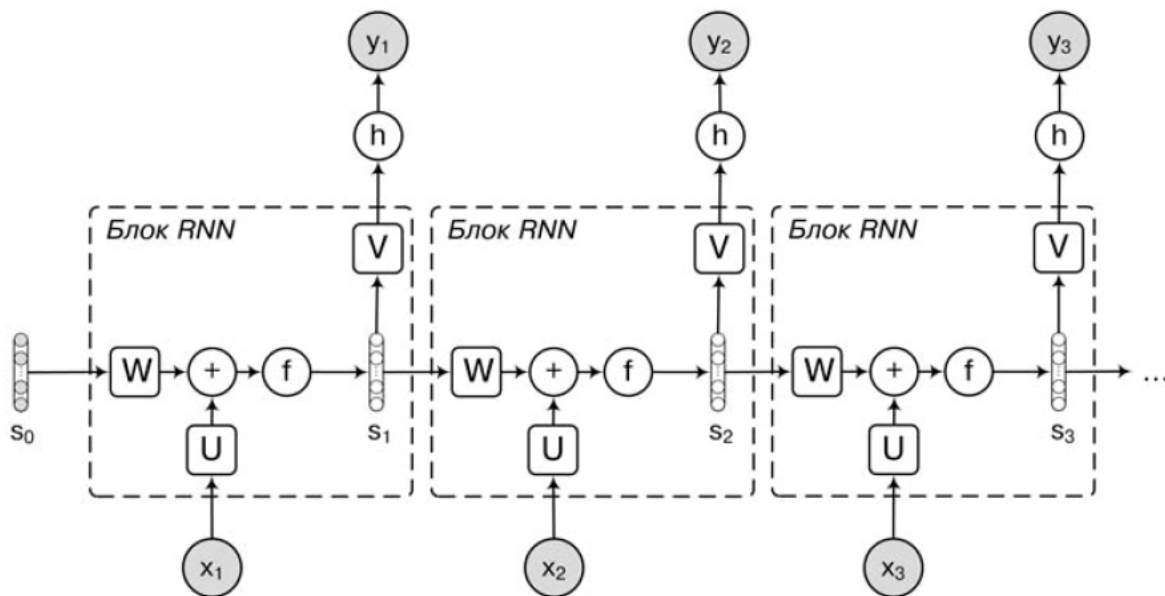 y₁ y₂ y₃
h h h
Блок RNN Блок RNN Блок RNN
V V V
W + f W + f W + f ...
s₀ s₁ s₂ s₃
U U U
x₁ x₂ x₃